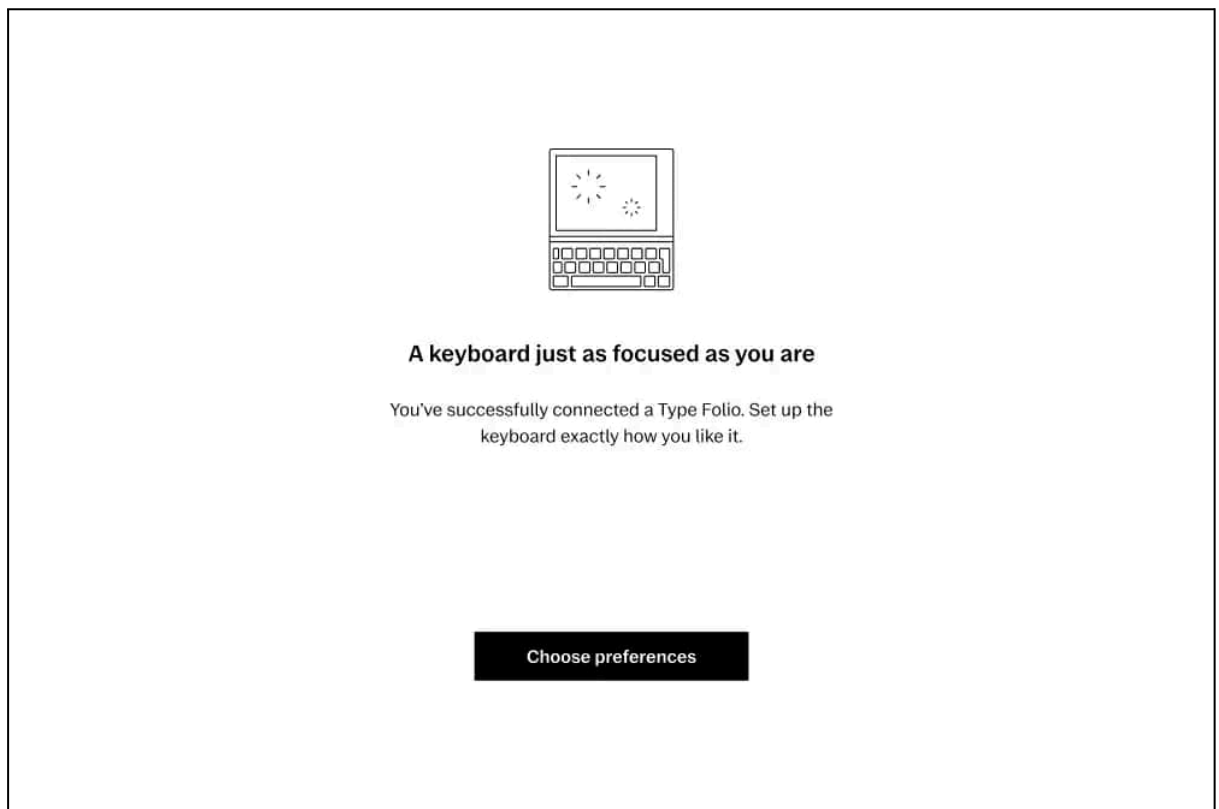 A keyboard just as focused as you are
You've successfully connected a Type Folio. Set up the
keyboard exactly how you like it.
Choose preferences